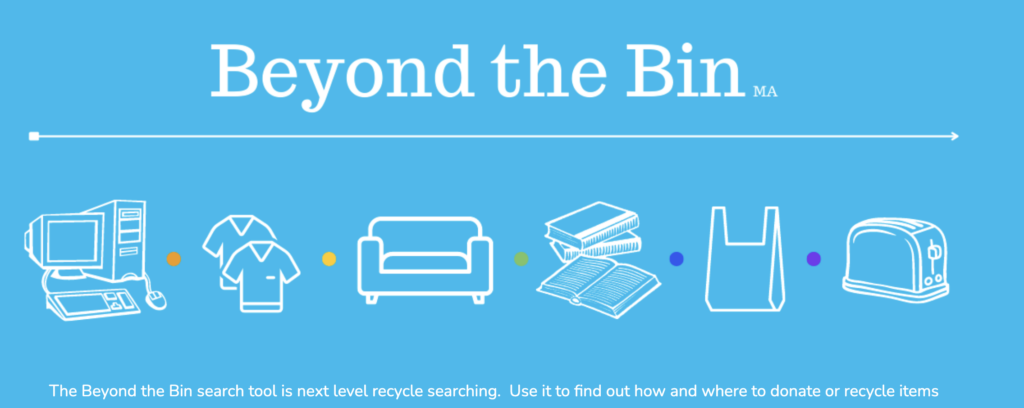 Beyond the Bin MA
The Beyond the Bin search tool is next level recycle searching.  Use it to find out how and where to donate or recycle items